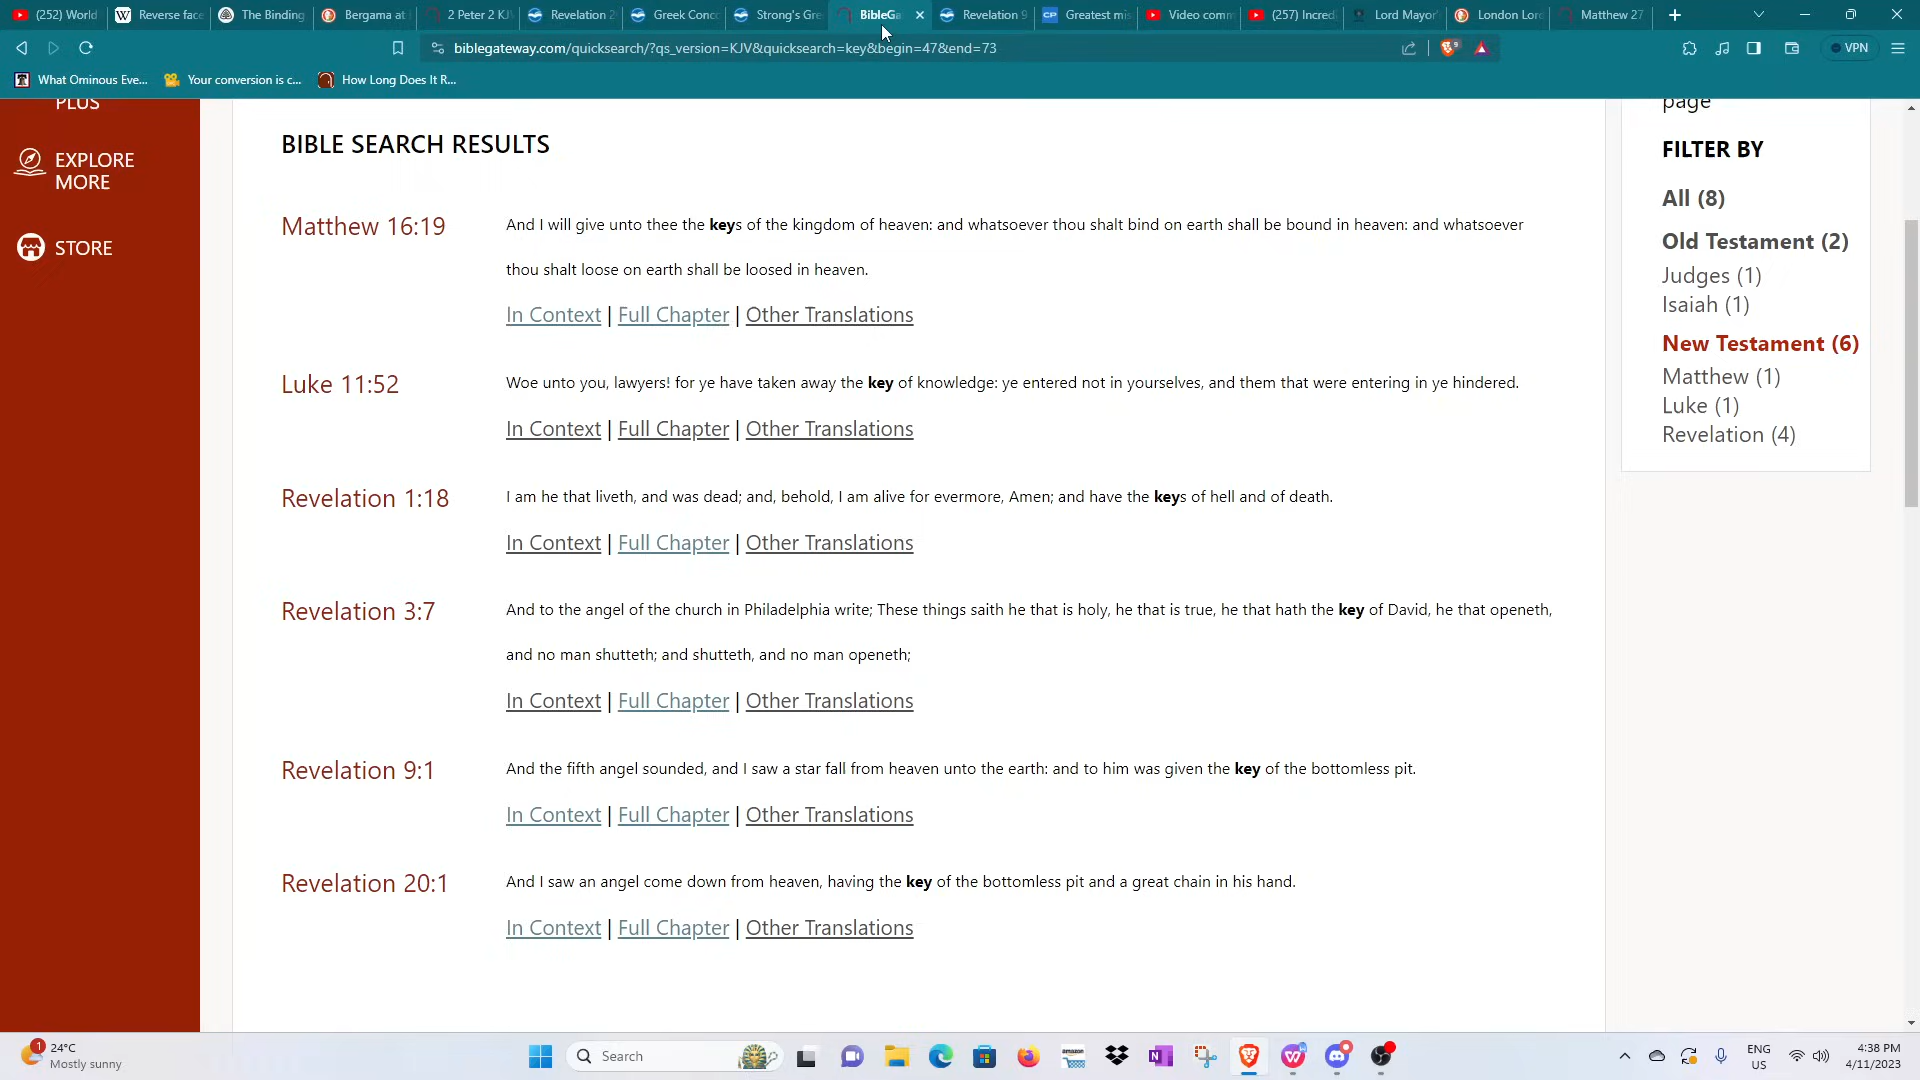 (252) World
Reverse face
The Binding
Bergama at
2 Peter 2 KJV
Revelation 2
Greek Conc
Strong's Gre
BibleGa
Revelation 9
CP
Greatest mi
Video comm
(257) Incred
Lord Mayor'
London Lord
Matthew 27
biblegateway.com/quicksearch/?qs_version=KJV&quicksearch=key&begin=47&end=73
9
VPN
What Ominous Eve...
Your conversion is c...
How Long Does It R...
PLUS
EXPLORE
MORE
STORE
BIBLE SEARCH RESULTS
Matthew 16:19
And I will give unto thee the keys of the kingdom of heaven: and whatsoever thou shalt bind on earth shall be bound in heaven: and whatsoever
thou shalt loose on earth shall be loosed in heaven.
In Context | Full Chapter | Other Translations
Luke 11:52
Woe unto you, lawyers! for ye have taken away the key of knowledge: ye entered not in yourselves, and them that were entering in ye hindered.
In Context | Full Chapter | Other Translations
Revelation 1:18
I am he that liveth, and was dead; and, behold, I am alive for evermore, Amen; and have the keys of hell and of death.
In Context | Full Chapter | Other Translations
Revelation 3:7
And to the angel of the church in Philadelphia write; These things saith he that is holy, he that is true, he that hath the key of David, he that openeth,
and no man shutteth; and shutteth, and no man openeth;
In Context | Full Chapter | Other Translations
Revelation 9:1
And the fifth angel sounded, and I saw a star fall from heaven unto the earth: and to him was given the key of the bottomless pit.
In Context | Full Chapter | Other Translations
Revelation 20:1
And I saw an angel come down from heaven, having the key of the bottomless pit and a great chain in his hand.
In Context | Full Chapter | Other Translations
page
FILTER BY
All (8)
Old Testament (2)
Judges (1)
Isaiah (1)
New Testament (6)
Matthew (1)
Luke (1)
Revelation (4)
1
24°C
Mostly sunny
Search
amazon
ENG
US
4:38 PM
4/11/2023